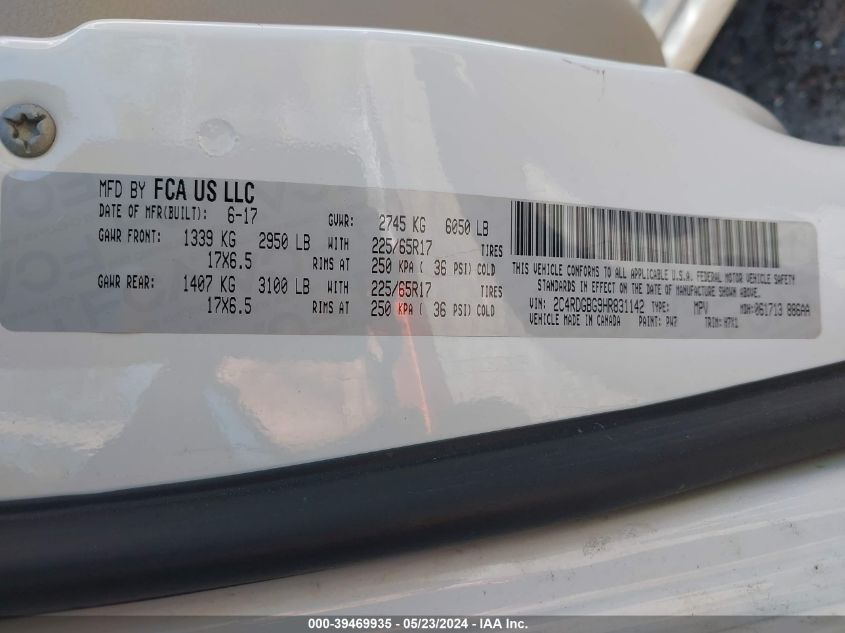 MFD BY FCA US LLC
DATE OF MFR(BUILT): 6-17 GVWR: 2745 KG 6050 LB
GAWR FRONT: 1339 KG 2950 LB WITH 225/65R17 TIRES
17X6.5 RIMS AT 250 KPA ( 36 PSI) COLD
GAWR REAR: 1407 KG 3100 LB WITH 225/65R17 TIRES
17X6.5 RIMS AT 250 KPA ( 36 PSI) COLD
THIS VEHICLE CONFORMS TO ALL APPLICABLE U.S.A. FEDERAL MOTOR VEHICLE SAFETY
STANDARDS IN EFFECT ON THE DATE OF MANUFACTURE SHOWN ABOVE.
VIN: 2C4RDGBG9HR831142 TYPE: MPV MDH:061713 886AA
VEHICLE MADE IN CANADA PAINT: PW7 TRIM:
000-39469935 - 05/23/2024 - IAA Inc.